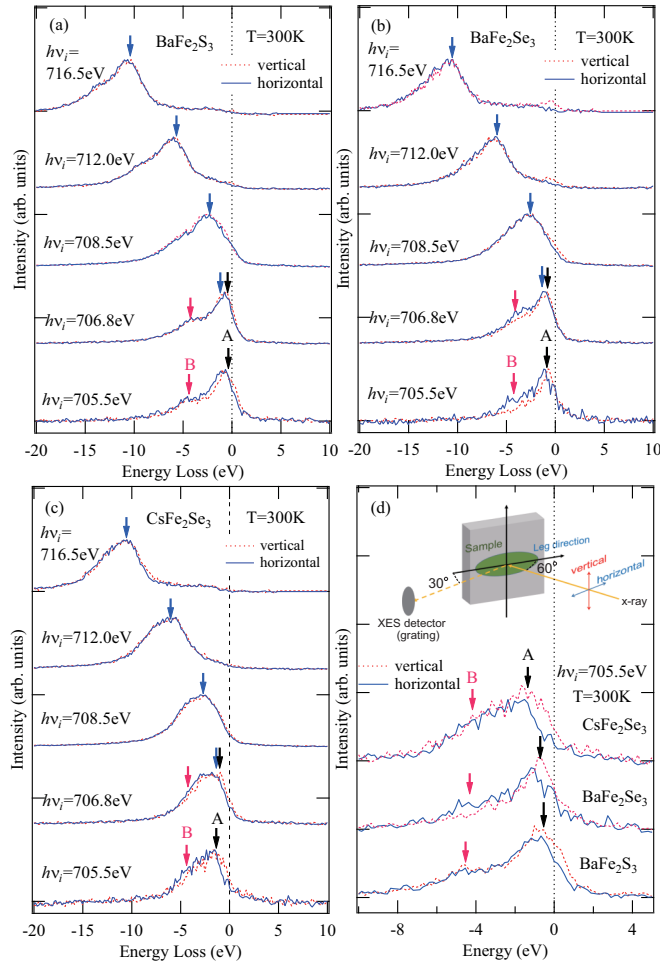 (a)
BaFe2S3
T=300K
hνi=
716.5eV
vertical
horizontal
hνi=712.0eV
hνi=708.5eV
hνi=706.8eV
A
B
hνi=705.5eV
Intensity (arb. units)
-20 -15 -10 -5 0 5 10
Energy Loss (eV)
(b)
BaFe2Se3
T=300K
hνi=
716.5eV
vertical
horizontal
hνi=712.0eV
hνi=708.5eV
hνi=706.8eV
A
B
hνi=705.5eV
Intensity (arb. units)
-20 -15 -10 -5 0 5 10
Energy Loss (eV)
(c)
CsFe2Se3
T=300K
hνi=
716.5eV
vertical
horizontal
hνi=712.0eV
hνi=708.5eV
hνi=706.8eV
B
A
hνi=705.5eV
Intensity (arb. units)
-20 -15 -10 -5 0 5 10
Energy Loss (eV)
(d)
Sample
Leg direction
30°
60°
vertical
horizontal
x-ray
XES detector
(grating)
vertical
horizontal
A
B
hνi=705.5eV
T=300K
CsFe2Se3
BaFe2Se3
BaFe2S3
Intensity (arb. units)
-8 -4 0 4
Energy (eV)